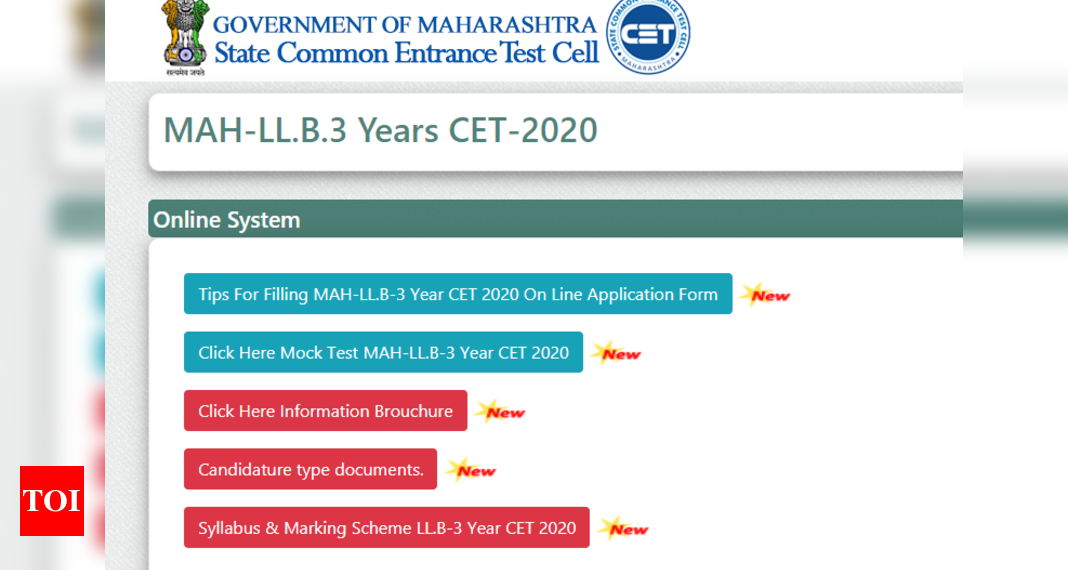 GOVERNMENT OF MAHARASHTRA
State Common Entrance Test Cell
सत्यमेव जयते
STATE COMMON ENTRANCE TEST CELL, MAHARASHTRA
CET
MAH-LL.B.3 Years CET-2020
Online System
Tips For Filling MAH-LL.B-3 Year CET 2020 On Line Application Form New
Click Here Mock Test MAH-LL.B-3 Year CET 2020 New
Click Here Information Brouchure New
Candidature type documents. New
Syllabus & Marking Scheme LL.B-3 Year CET 2020 New
TOI